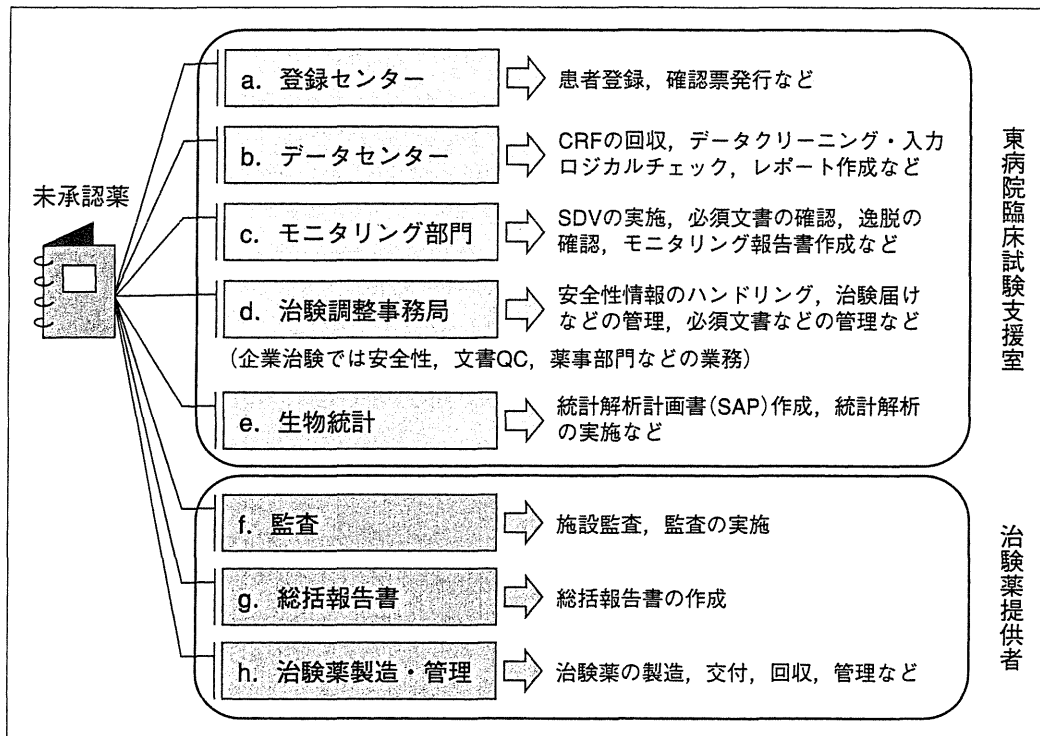 未承認薬
a. 登録センター
患者登録，確認票発行など
b. データセンター
CRFの回収，データクリーニング・入力
ロジカルチェック，レポート作成など
c. モニタリング部門
SDVの実施，必須文書の確認，逸脱の
確認，モニタリング報告書作成など
d. 治験調整事務局
安全性情報のハンドリング，治験届け
などの管理，必須文書などの管理など
(企業治験では安全性，文書QC，薬事部門などの業務)
e. 生物統計
統計解析計画書(SAP)作成，統計解析
の実施など
東病院臨床試験支援室
f. 監査
施設監査，監査の実施
g. 総括報告書
総括報告書の作成
h. 治験薬製造・管理
治験薬の製造，交付，回収，管理など
治験薬提供者